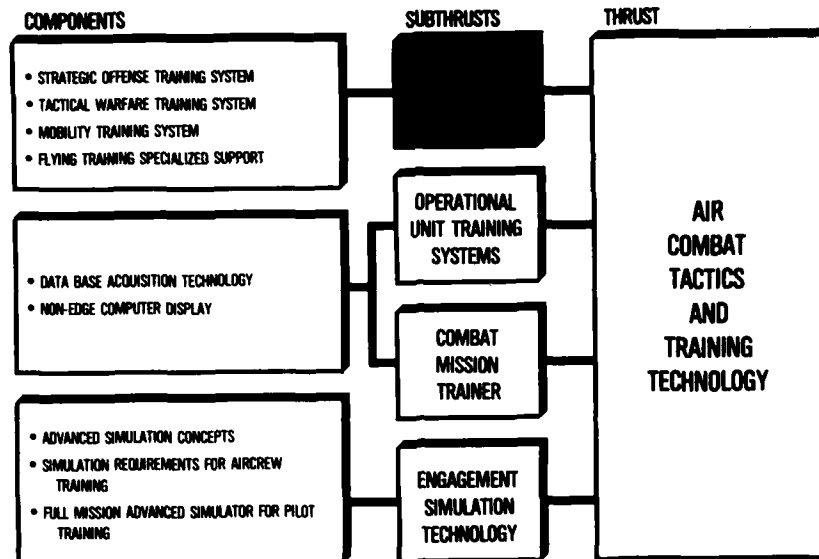 COMPONENTS
SUBTHRUSTS
THRUST
• STRATEGIC OFFENSE TRAINING SYSTEM
• TACTICAL WARFARE TRAINING SYSTEM
• MOBILITY TRAINING SYSTEM
• FLYING TRAINING SPECIALIZED SUPPORT
• DATA BASE ACQUISITION TECHNOLOGY
• NON-EDGE COMPUTER DISPLAY
• ADVANCED SIMULATION CONCEPTS
• SIMULATION REQUIREMENTS FOR AIRCREW
TRAINING
• FULL MISSION ADVANCED SIMULATOR FOR PILOT
TRAINING
OPERATIONAL
UNIT TRAINING
SYSTEMS
COMBAT
MISSION
TRAINER
ENGAGEMENT
SIMULATION
TECHNOLOGY
AIR
COMBAT
TACTICS
AND
TRAINING
TECHNOLOGY